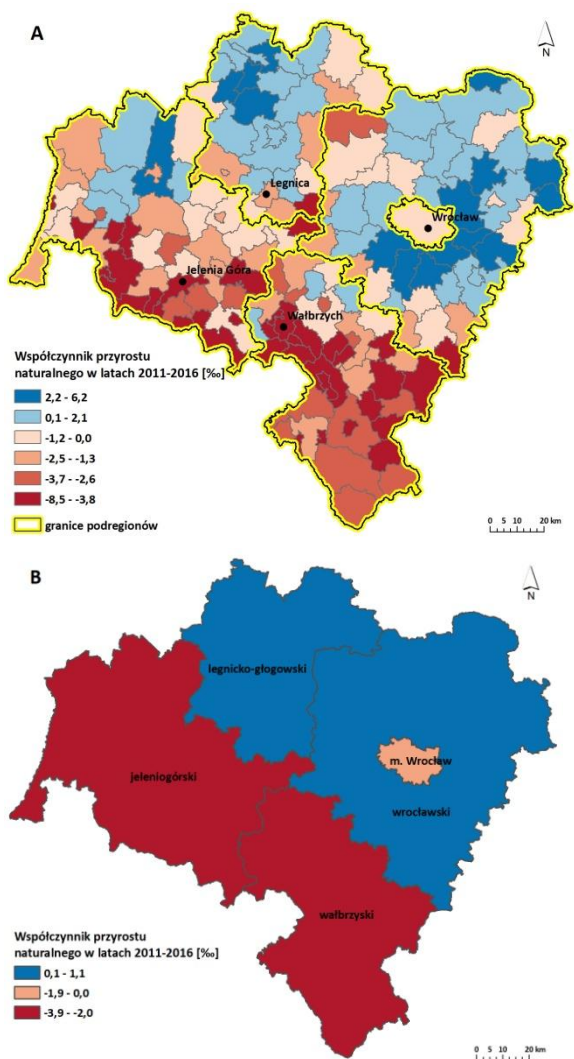 A
N
Legnica
Wrocław
Jelenia Góra
Wałbrzych
Współczynnik przyrostu
naturalnego w latach 2011-2016 [‰]
2,2 - 6,2
0,1 - 2,1
-1,2 - 0,0
-2,5 - -1,3
-3,7 - -2,6
-8,5 - -3,8
granice podregionów
0 5 10 20 km
B
N
legnicko-głogowski
jeleniogórski
m. Wrocław
wrocławski
wałbrzyski
Współczynnik przyrostu
naturalnego w latach 2011-2016 [‰]
0,1 - 1,1
-1,9 - 0,0
-3,9 - -2,0
0 5 10 20 km